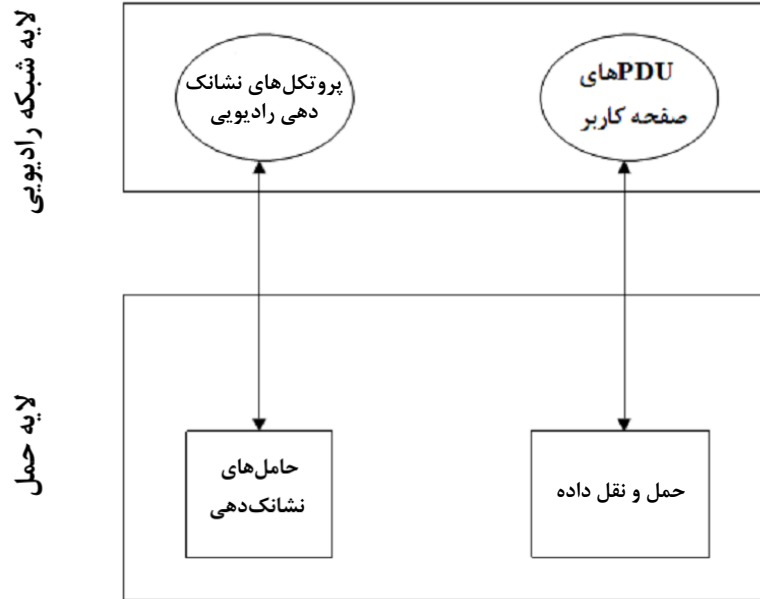 لایه شبکه رادیویی
PDUهای
صفحه کاربر
پروتکل‌های نشانک
دهی رادیویی
لایه حمل
حمل و نقل داده
حامل‌های
نشانک‌دهی